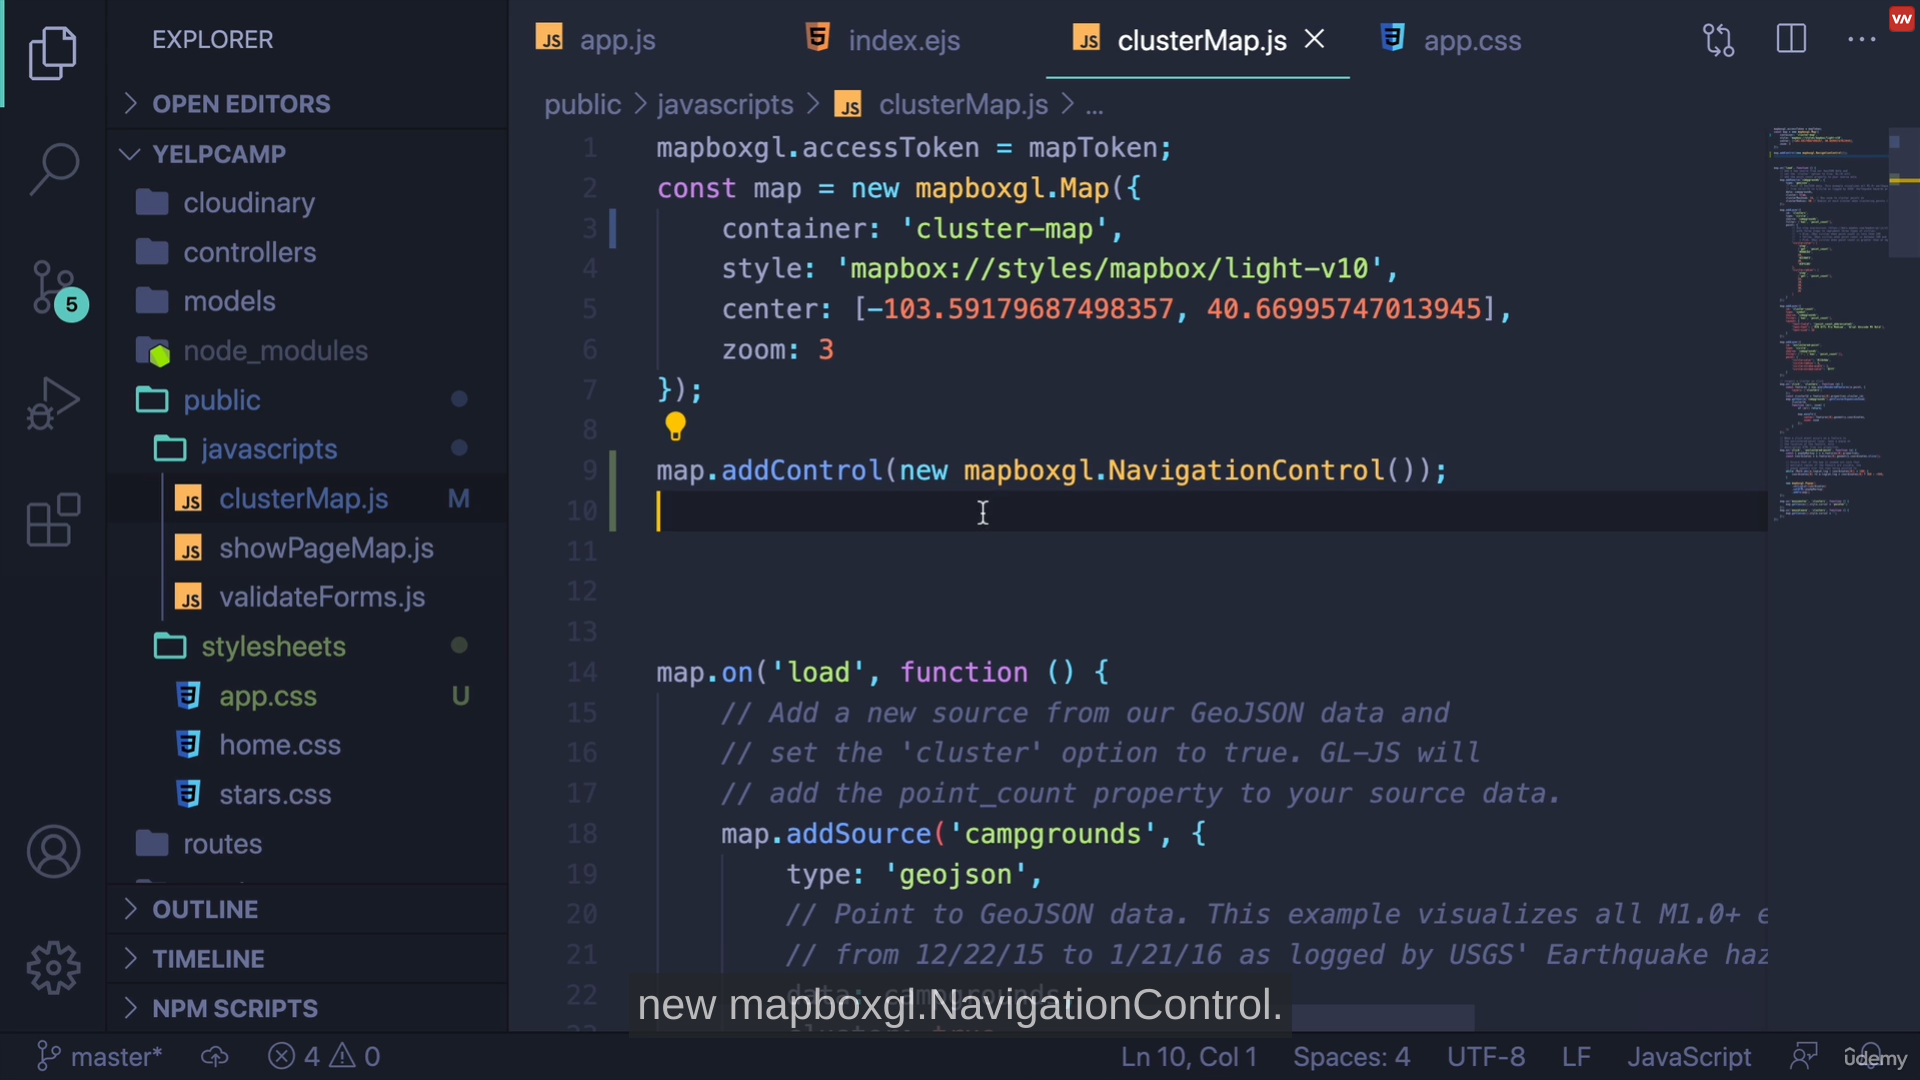 EXPLORER
OPEN EDITORS
YELPCAMP
cloudinary
controllers
models
node_modules
public
javascripts
clusterMap.js M
showPageMap.js
validateForms.js
stylesheets
app.css U
home.css
stars.css
routes
OUTLINE
TIMELINE
NPM SCRIPTS
5
app.js
index.ejs
clusterMap.js
app.css
public > javascripts > clusterMap.js > ...
1 mapboxgl.accessToken = mapToken;
2 const map = new mapboxgl.Map({
3 container: 'cluster-map',
4 style: 'mapbox://styles/mapbox/light-v10',
5 center: [-103.59179687498357, 40.66995747013945],
6 zoom: 3
7 });
8
9 map.addControl(new mapboxgl.NavigationControl());
10
11
12
13
14 map.on('load', function () {
15 // Add a new source from our GeoJSON data and
16 // set the 'cluster' option to true. GL-JS will
17 // add the point_count property to your source data.
18 map.addSource('campgrounds', {
19 type: 'geojson',
20 // Point to GeoJSON data. This example visualizes all M1.0+ e
21 // from 12/22/15 to 1/21/16 as logged by USGS' Earthquake haz
22 data: campgrounds,
cluster: true
new mapboxgl.NavigationControl.
master* 4 0
Ln 10, Col 1 Spaces: 4 UTF-8 LF JavaScript
udemy